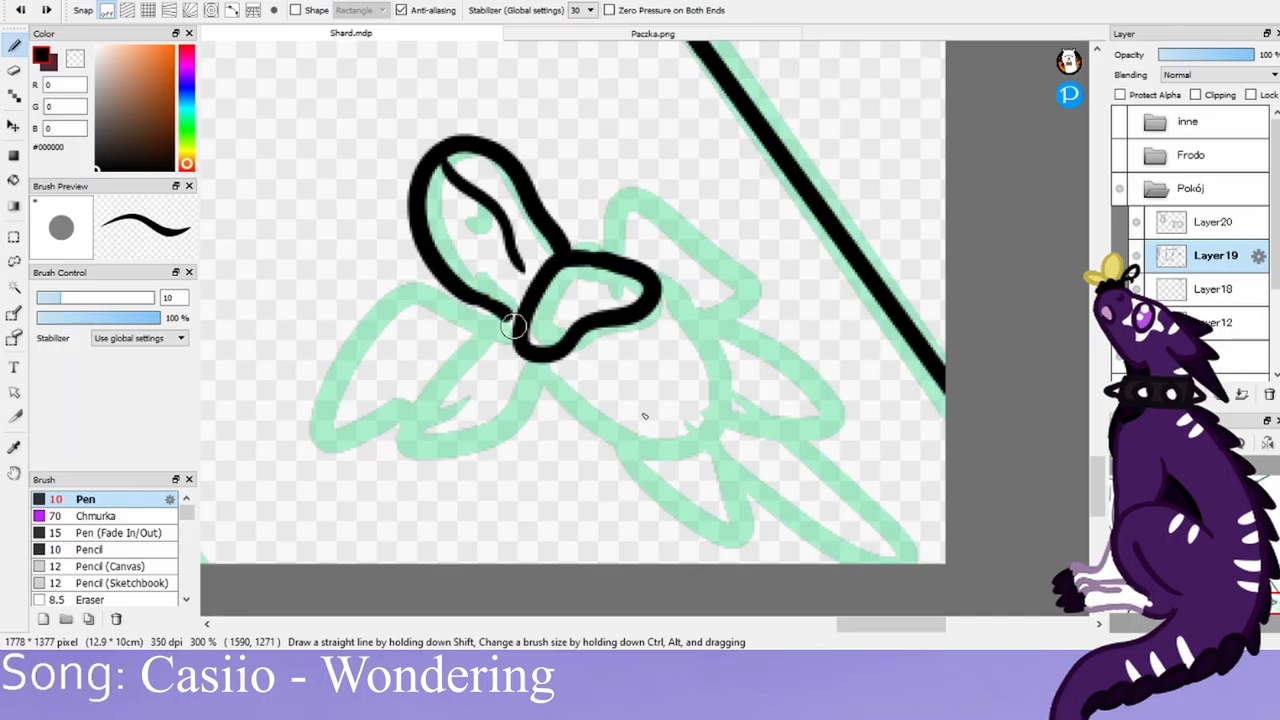 Snap off Shape Rectangle Anti-aliasing Stabilizer (Global settings) 30 Zero Pressure on Both Ends
Color
Shard.mdp Paczka.png
Layer
R 0
G 0
B 0
#000000
Opacity 100 %
Blending Normal
Protect Alpha Clipping Lock
inne
Frodo
Pokój
Layer20
Layer19
Layer18
Brush Preview
Brush Control
10
100 %
Stabilizer Use global settings
Brush
10 Pen
70 Chmurka
15 Pen (Fade In/Out)
10 Pencil
12 Pencil (Canvas)
12 Pencil (Sketchbook)
8.5 Eraser
1778 * 1377 pixel (12.9 * 10cm) 350 dpi 300 % ( 1590, 1271 ) Draw a straight line by holding down Shift, Change a brush size by holding down Ctrl, Alt, and dragging
Song: Casiio - Wondering